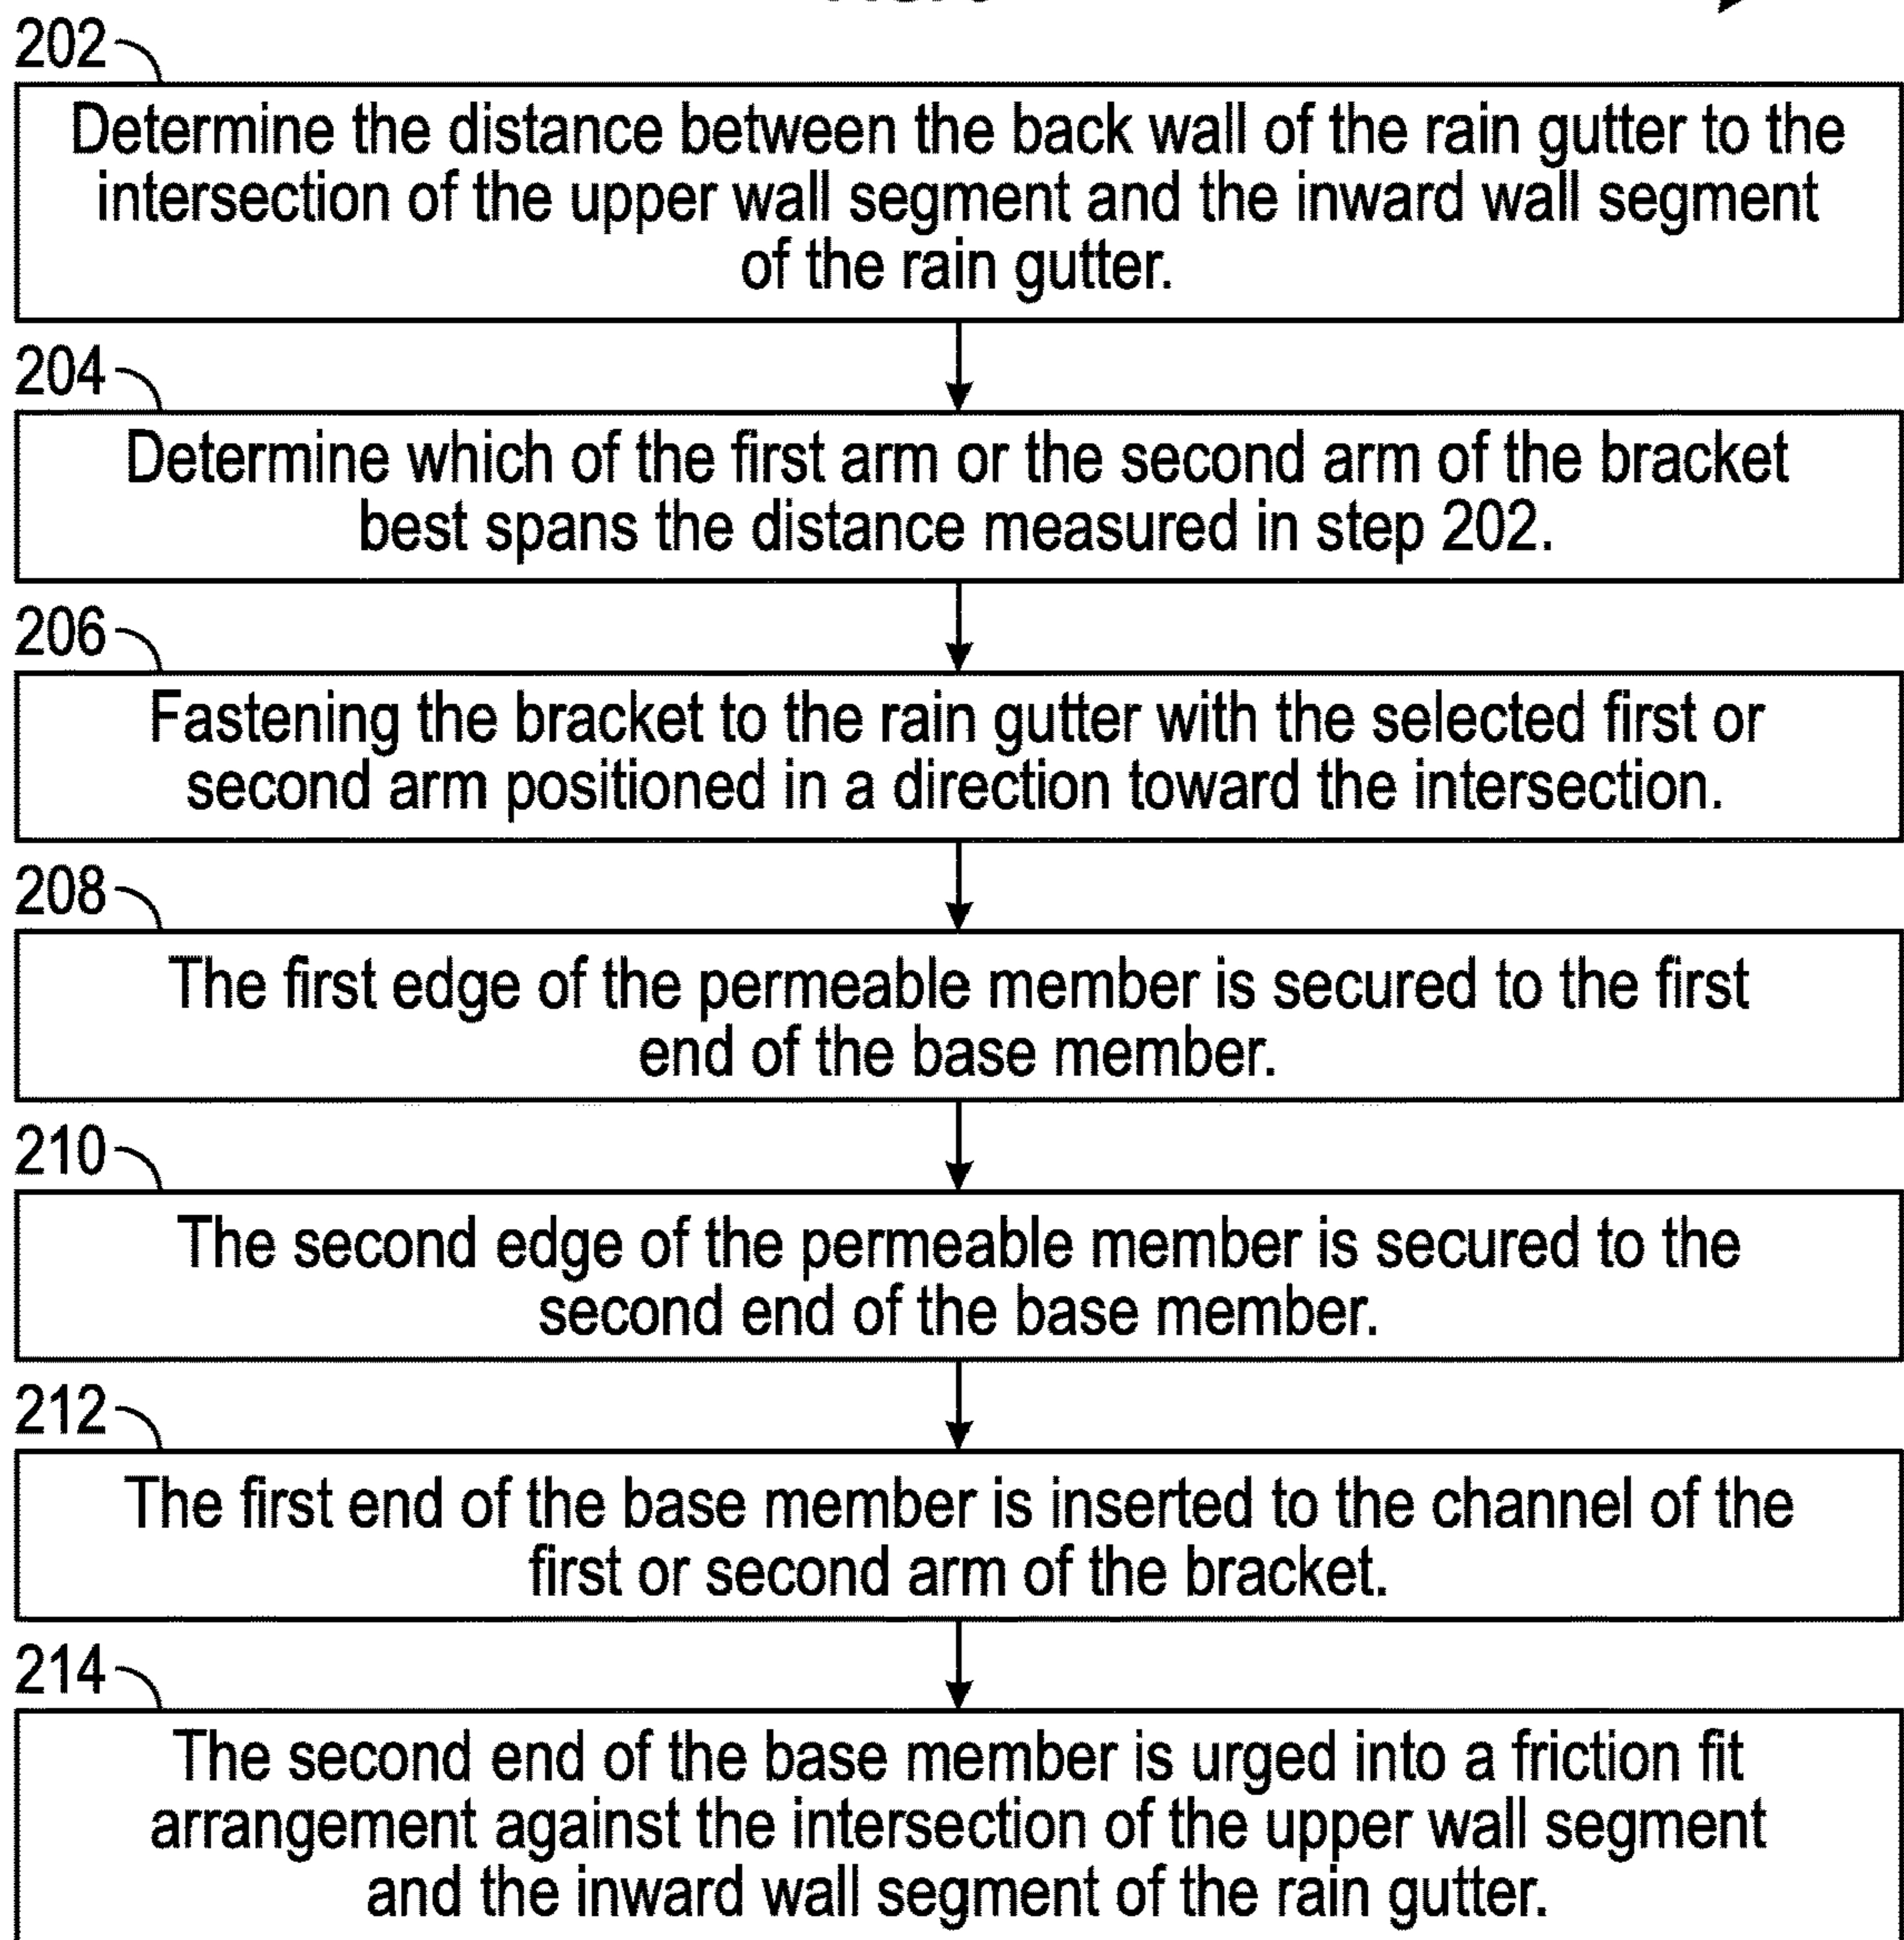 202
Determine the distance between the back wall of the rain gutter to the
intersection of the upper wall segment and the inward wall segment
of the rain gutter.
204
Determine which of the first arm or the second arm of the bracket
best spans the distance measured in step 202.
206
Fastening the bracket to the rain gutter with the selected first or
second arm positioned in a direction toward the intersection.
208
The first edge of the permeable member is secured to the first
end of the base member.
210
The second edge of the permeable member is secured to the
second end of the base member.
212
The first end of the base member is inserted to the channel of the
first or second arm of the bracket.
214
The second end of the base member is urged into a friction fit
arrangement against the intersection of the upper wall segment
and the inward wall segment of the rain gutter.